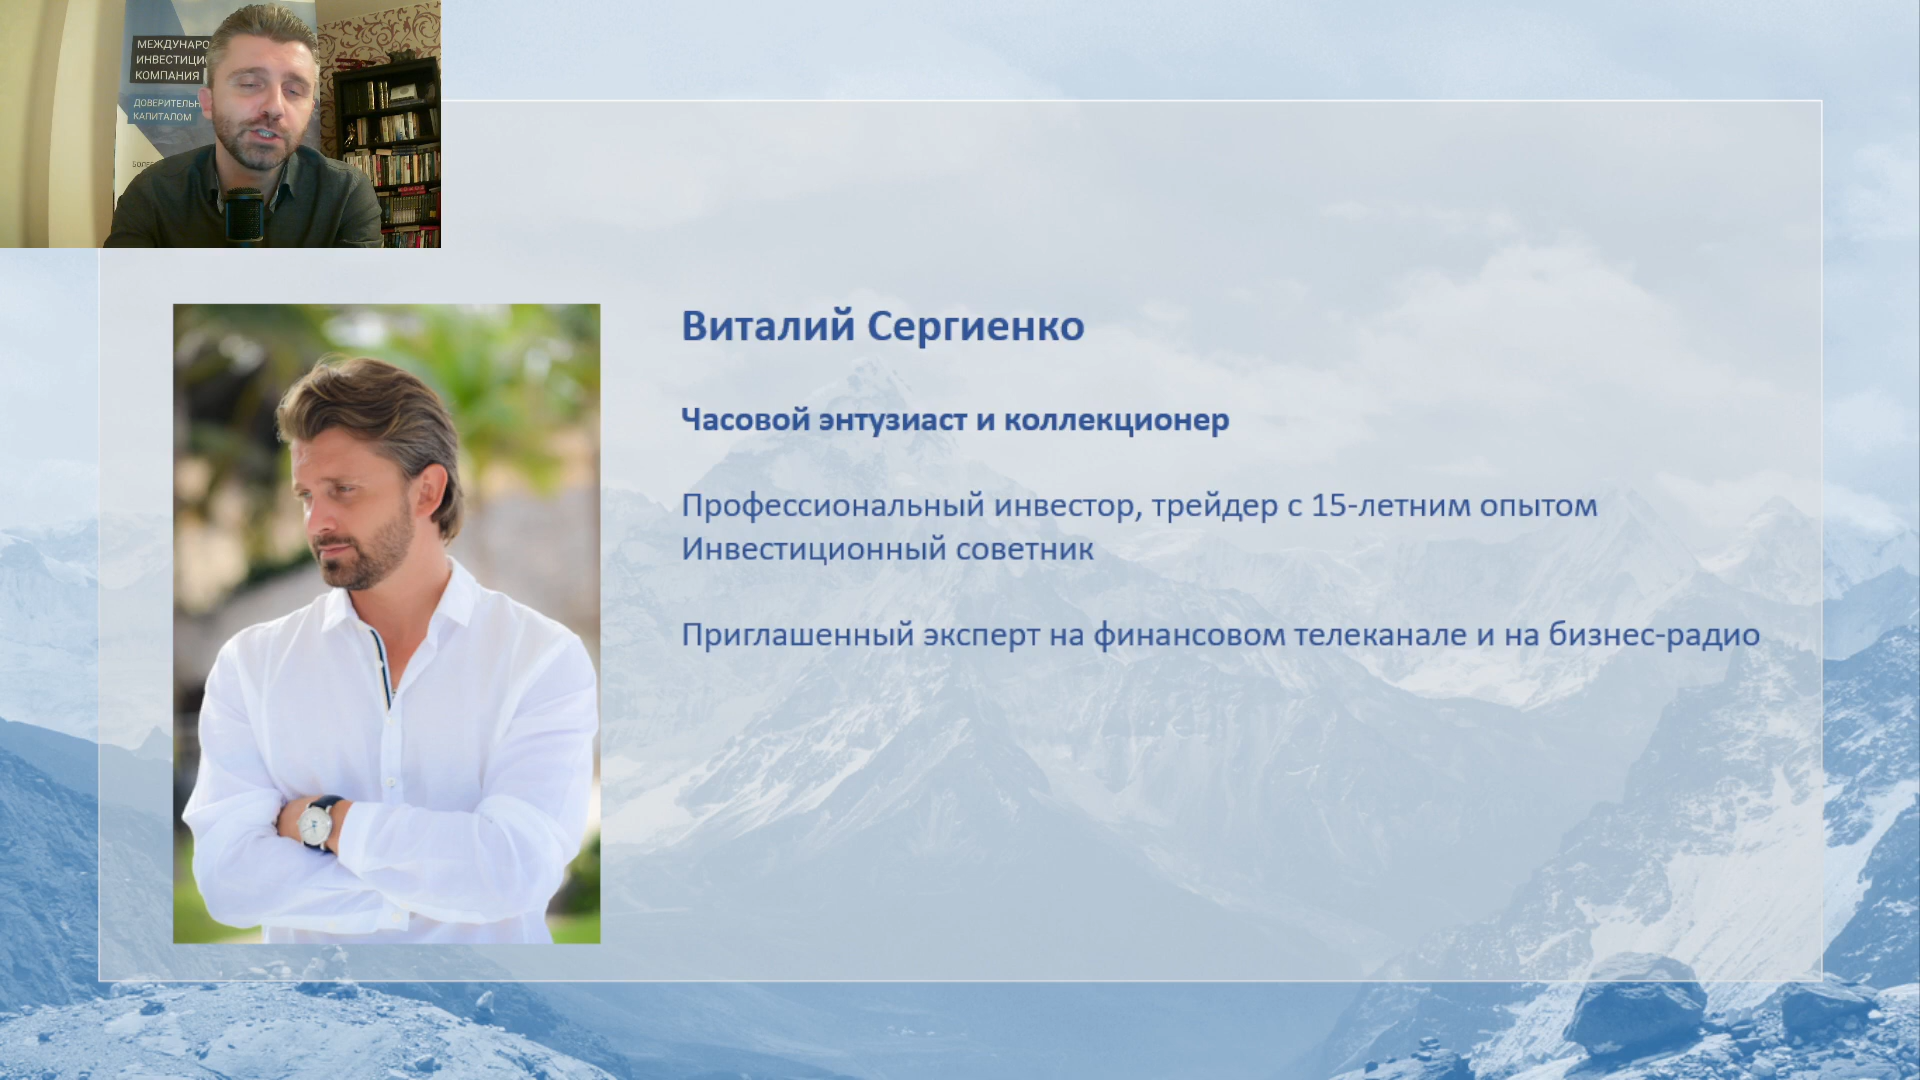 МЕЖДУНАРО
ИНВЕСТИЦИ
КОМПАНИЯ
ДОВЕРИТЕЛЬН
КАПИТАЛОМ
Виталий Сергиенко
Часовой энтузиаст и коллекционер
Профессиональный инвестор, трейдер с 15-летним опытом
Инвестиционный советник
Приглашенный эксперт на финансовом телеканале и на бизнес-радио